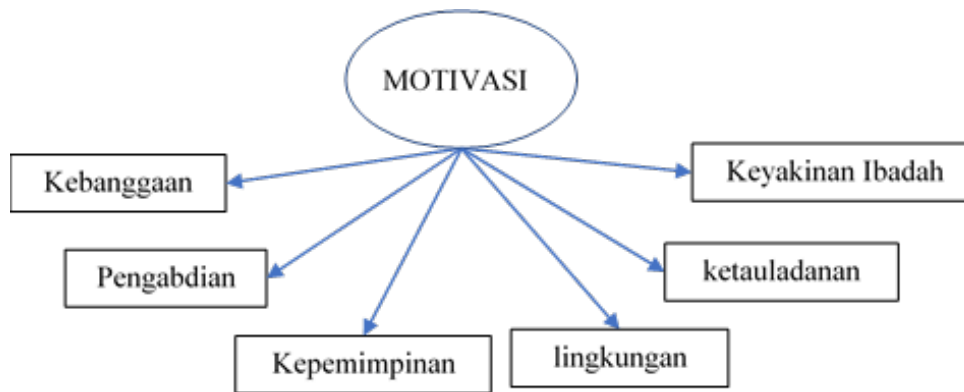 MOTIVASI
Kebanggaan
Keyakinan Ibadah
Pengabdian
ketauladanan
Kepemimpinan
lingkungan